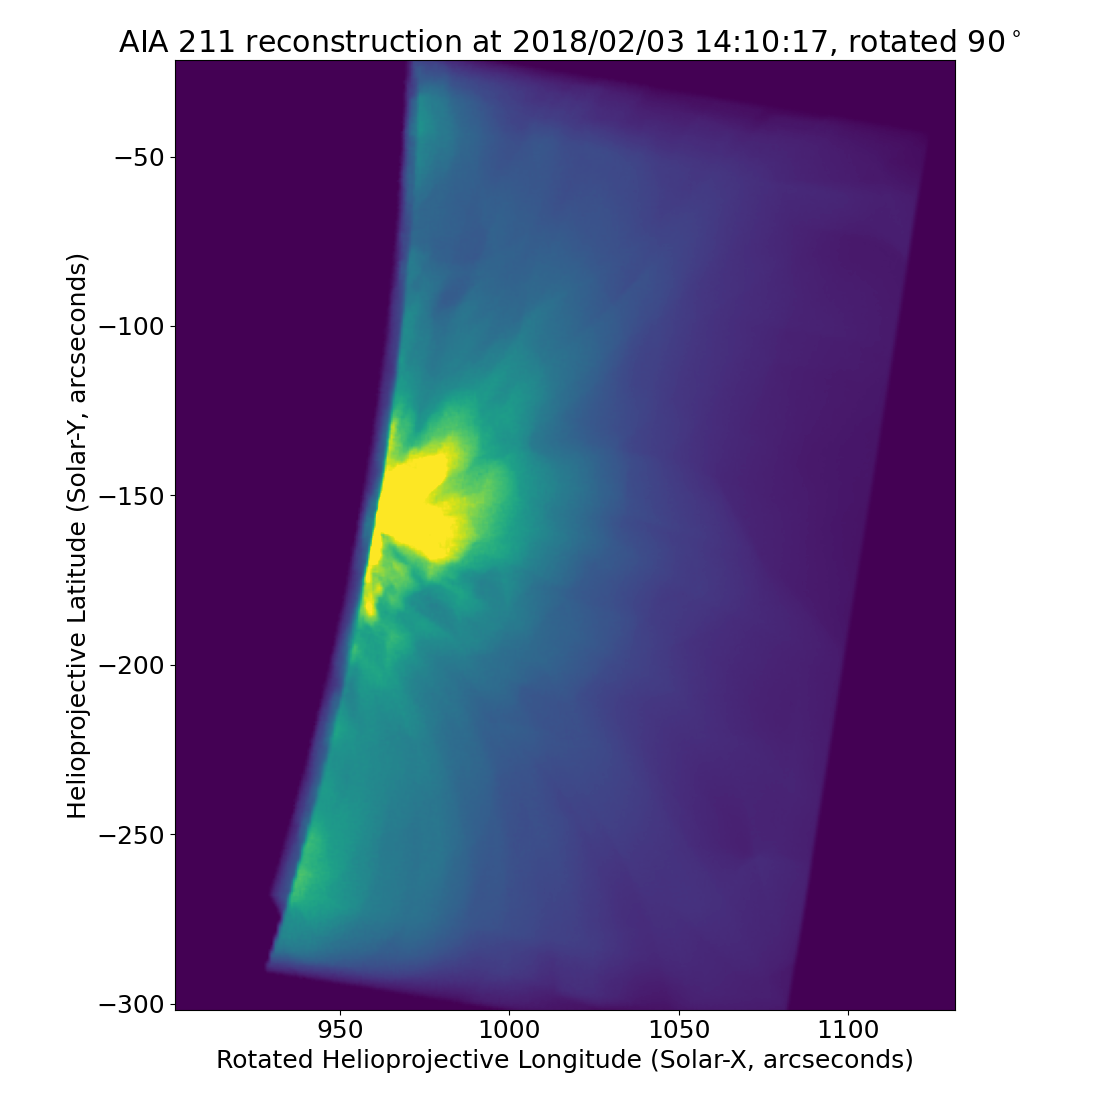 AIA 211 reconstruction at 2018/02/03 14:10:17, rotated 90°
−50
−100
−150
−200
−250
−300
Helioprojective Latitude (Solar-Y, arcseconds)
950 1000 1050 1100
Rotated Helioprojective Longitude (Solar-X, arcseconds)